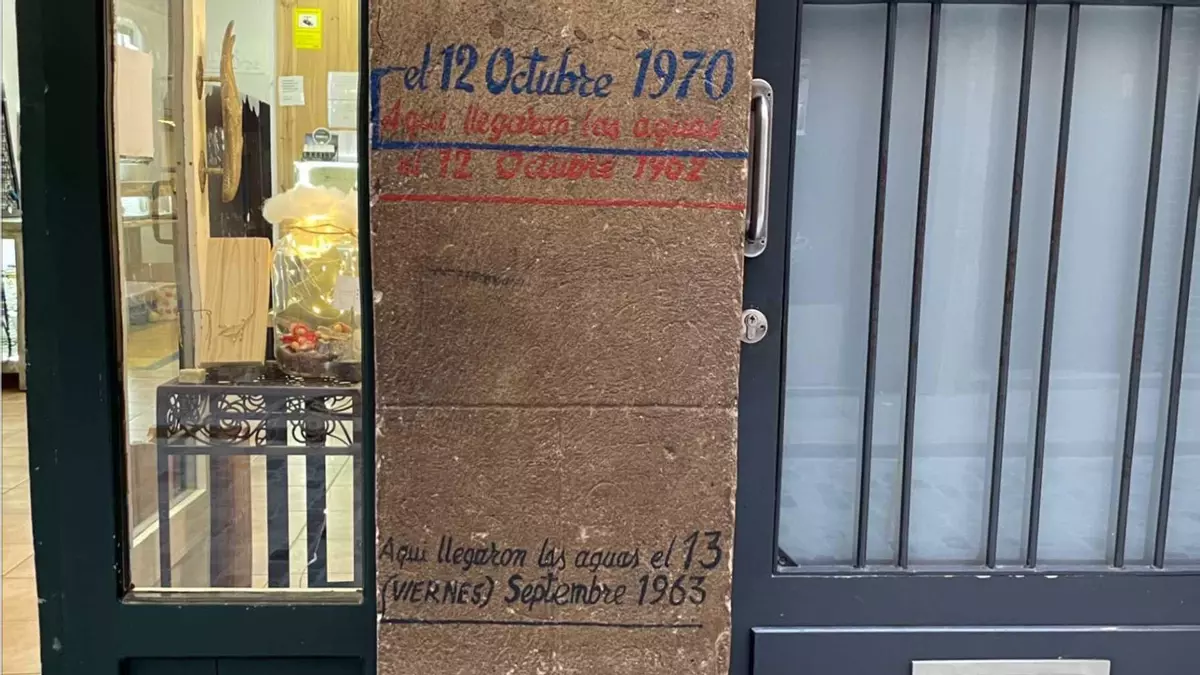 el 12 Octubre 1970
Aqui llegaron las aguas
el 12 Octubre 1962
Aqui llegaron las aguas el 13
(VIERNES) Septiembre 1963